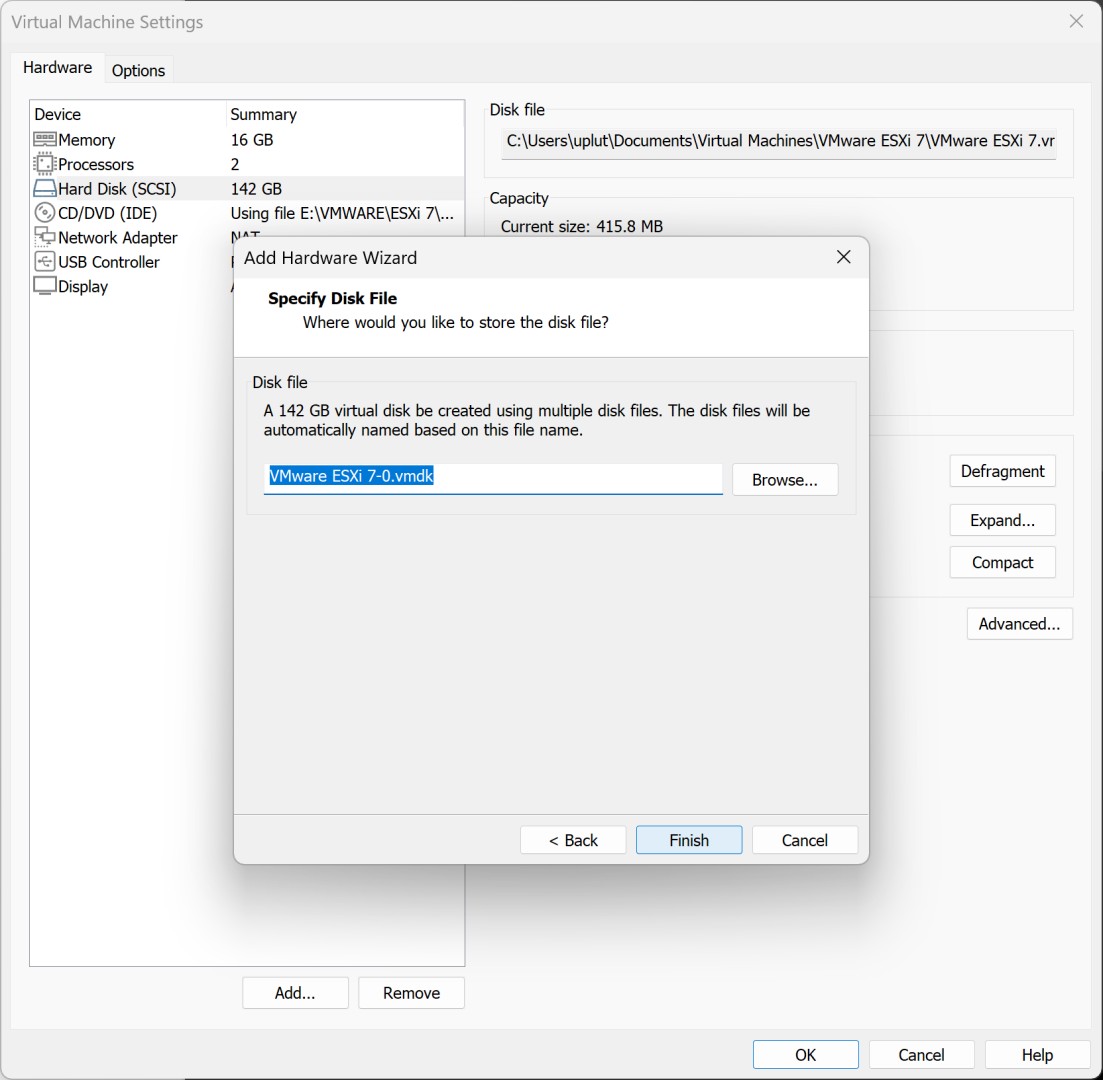 Virtual Machine Settings
Hardware
Options
Device Summary
Memory 16 GB
Processors 2
Hard Disk (SCSI) 142 GB
CD/DVD (IDE) Using file E:\VMWARE\ESXi 7\...
Network Adapter NAT
USB Controller
Display
Disk file
C:\Users\uplut\Documents\Virtual Machines\VMware ESXi 7\VMware ESXi 7.vr
Capacity
Current size: 415.8 MB
Add Hardware Wizard
Specify Disk File
Where would you like to store the disk file?
Disk file
A 142 GB virtual disk be created using multiple disk files. The disk files will be
automatically named based on this file name.
VMware ESXi 7-0.vmdk
Browse...
< Back
Finish
Cancel
Defragment
Expand...
Compact
Advanced...
Add...
Remove
OK
Cancel
Help